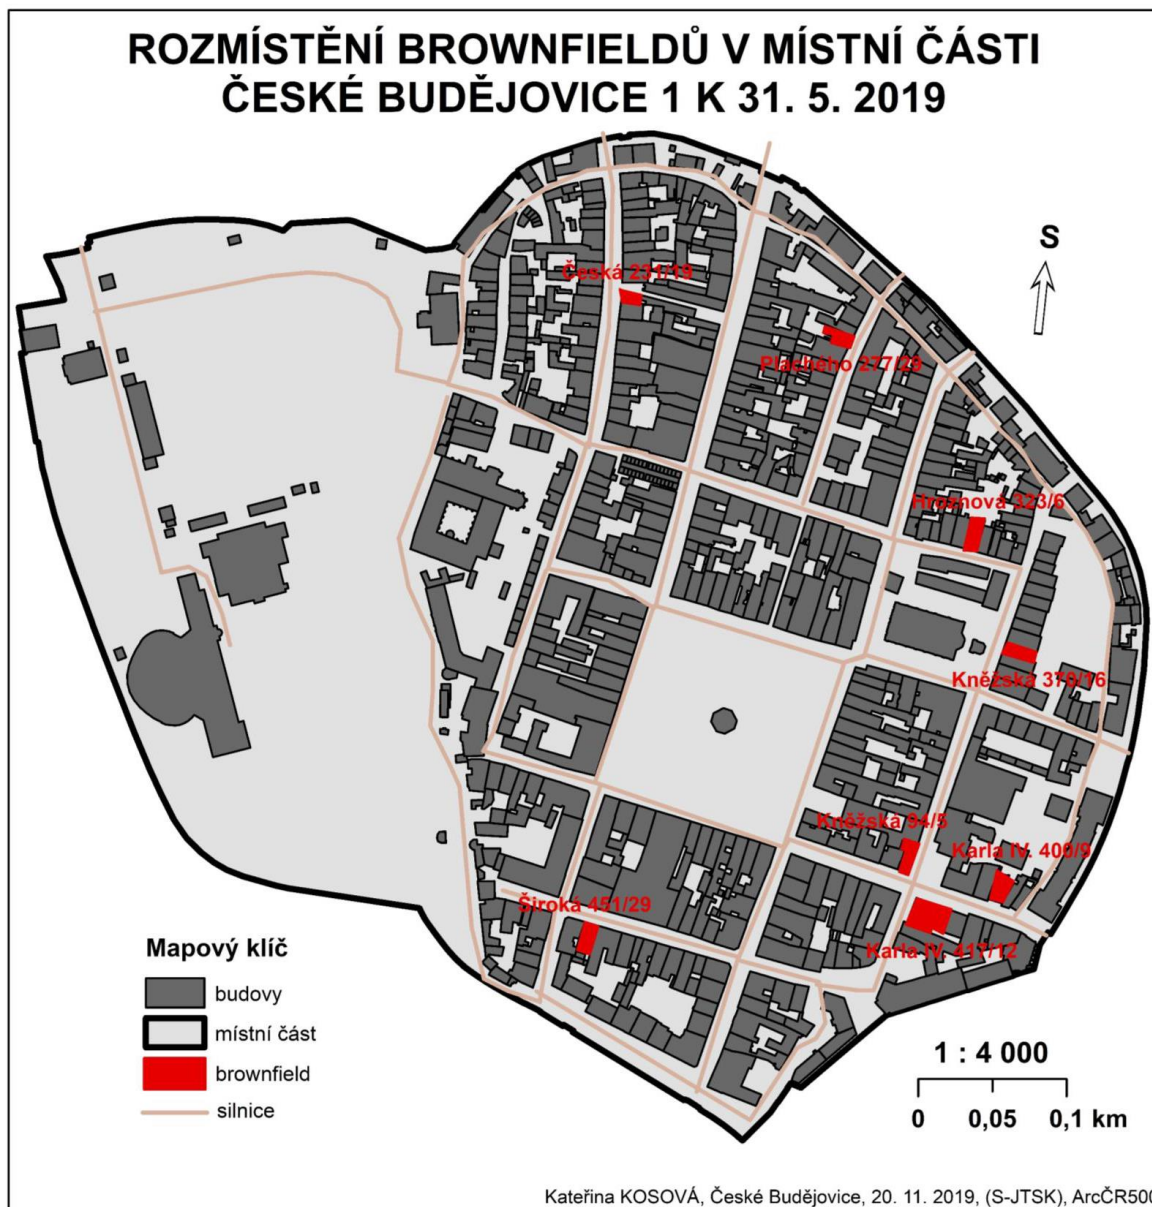 ROZMÍSTĚNÍ BROWNFIELDŮ V MÍSTNÍ ČÁSTI
ČESKÉ BUDĚJOVICE 1 K 31. 5. 2019
S
Česká 231/19
Plachého 277/29
Hroznová 323/6
Kněžská 370/16
Kněžská 94/5
Karla IV. 400/9
Široká 451/29
Karla IV. 417/12
Mapový klíč
budovy
místní část
brownfield
silnice
1 : 4 000
0 0,05 0,1 km
Kateřina KOSOVÁ, České Budějovice, 20. 11. 2019, (S-JTSK), ArcČR500